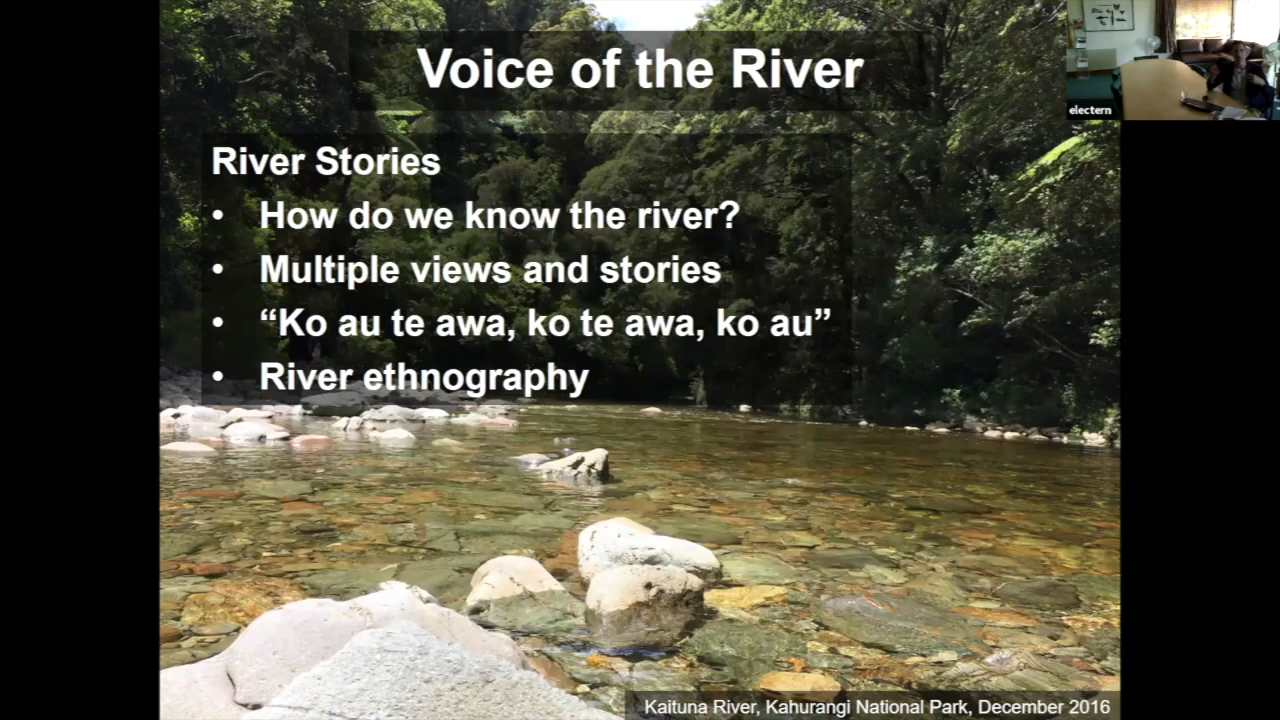 Voice of the River
electern
River Stories
• How do we know the river?
• Multiple views and stories
• “Ko au te awa, ko te awa, ko au”
• River ethnography
Kaituna River, Kahurangi National Park, December 2016